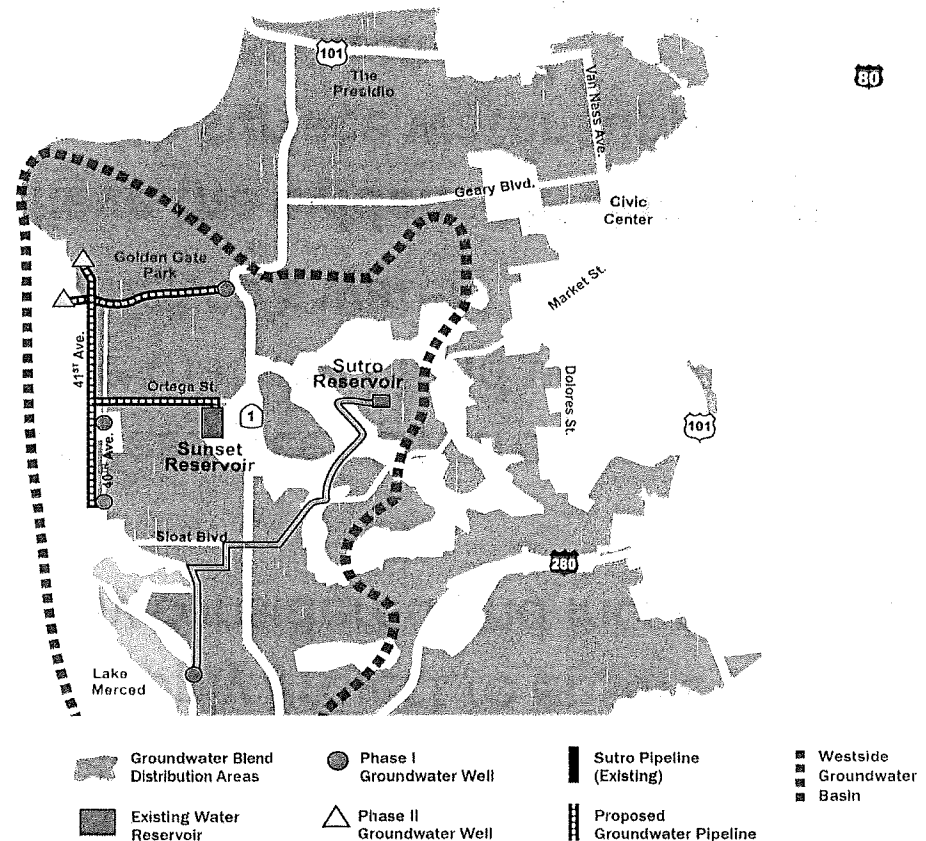 101
The
Presidio
Van Ness Ave.
80
Geary Blvd.
Civic
Center
Golden Gate
Park
Market St.
41ST Ave.
Ortega St.
Sutro
Reservoir
1
Dolores St.
101
Sunset
Reservoir
40TH Ave.
Sloat Blvd
280
Lake
Merced
Groundwater Blend
Distribution Areas
Phase I
Groundwater Well
Sutro Pipeline
(Existing)
Westside
Groundwater
Basin
Existing Water
Reservoir
Phase II
Groundwater Well
Proposed
Groundwater Pipeline